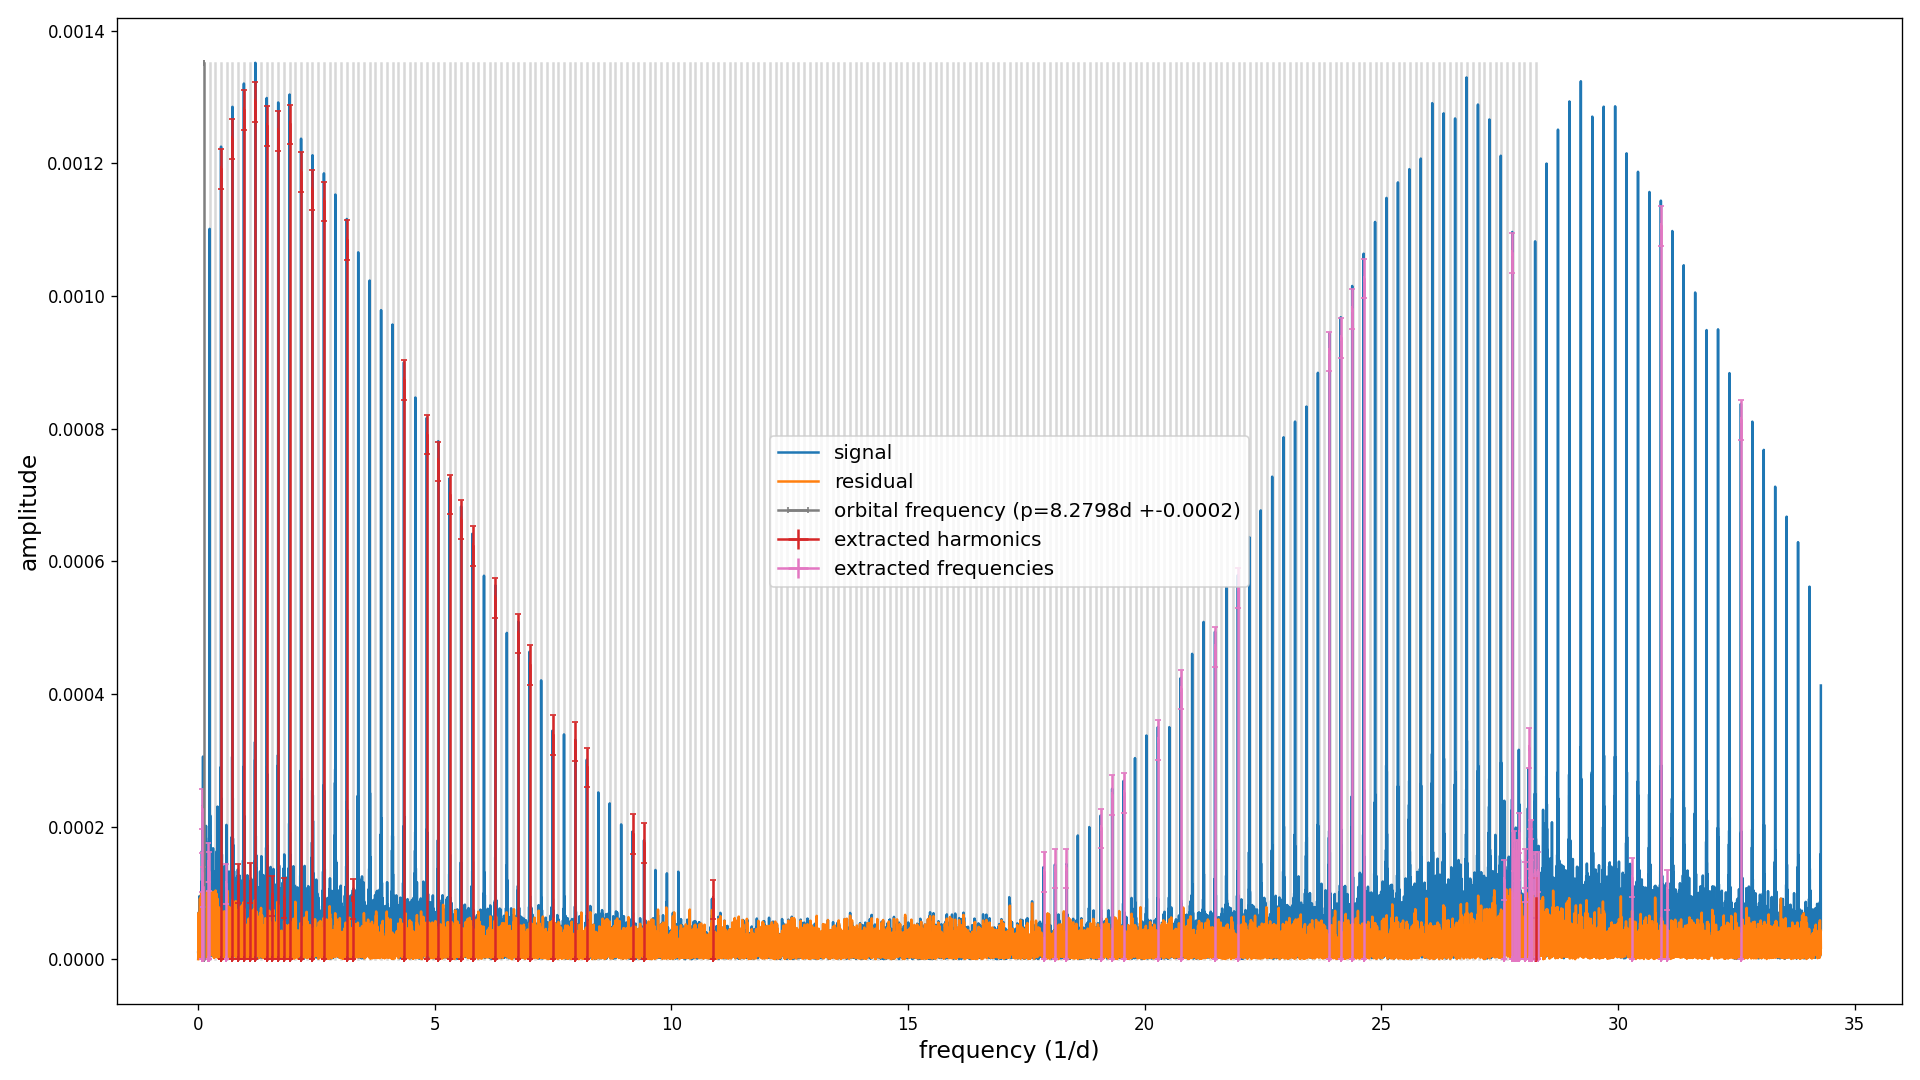 0.0014
0.0012
0.0010
0.0008
0.0006
0.0004
0.0002
0.0000
amplitude
signal
residual
orbital frequency (p=8.2798d +-0.0002)
extracted harmonics
extracted frequencies
0 5 10 15 20 25 30 35
frequency (1/d)